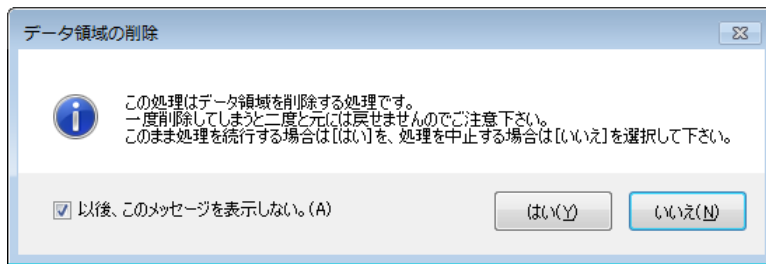 データ領域の削除
この処理はデータ領域を削除する処理です。
一度削除してしまうと二度と元には戻せませんのでご注意下さい。
このまま処理を続行する場合は[はい]を、処理を中止する場合は[いいえ]を選択して下さい。
以後、このメッセージを表示しない。(A)
はい(Y)
いいえ(N)